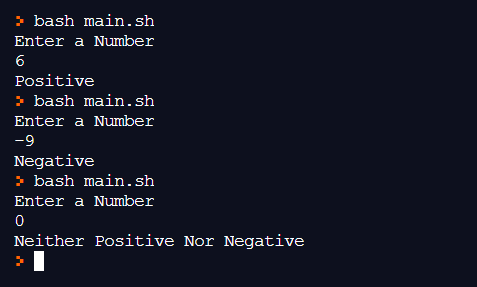 > bash main.sh
Enter a Number
6
Positive
> bash main.sh
Enter a Number
-9
Negative
> bash main.sh
Enter a Number
0
Neither Positive Nor Negative
>